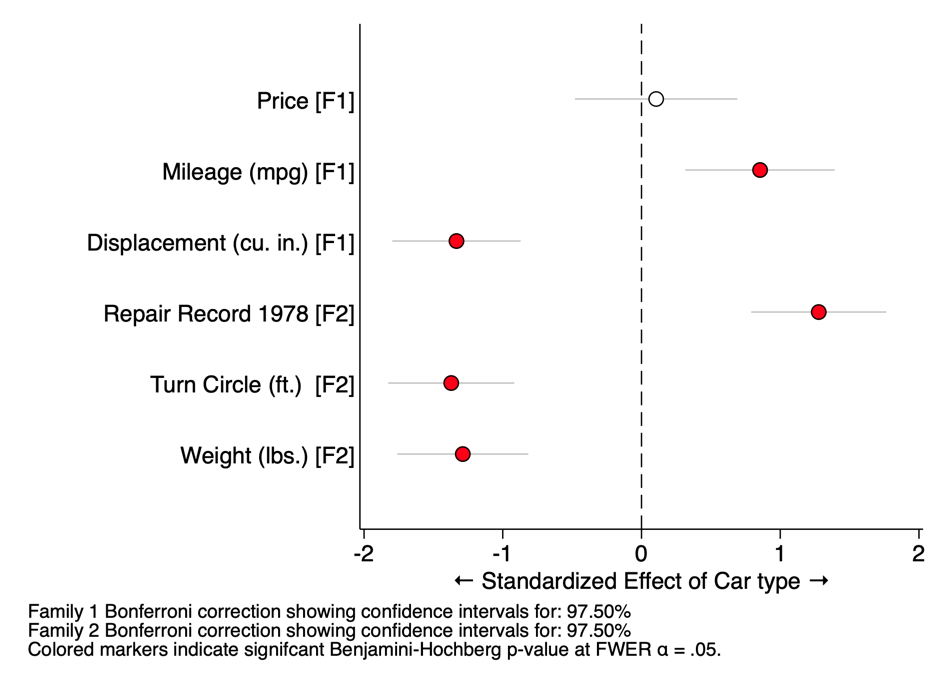 Price [F1]
Mileage (mpg) [F1]
Displacement (cu. in.) [F1]
Repair Record 1978 [F2]
Turn Circle (ft.)  [F2]
Weight (lbs.) [F2]
-2 -1 0 1 2
← Standardized Effect of Car type →
Family 1 Bonferroni correction showing confidence intervals for: 97.50%
Family 2 Bonferroni correction showing confidence intervals for: 97.50%
Colored markers indicate signifcant Benjamini-Hochberg p-value at FWER α = .05.